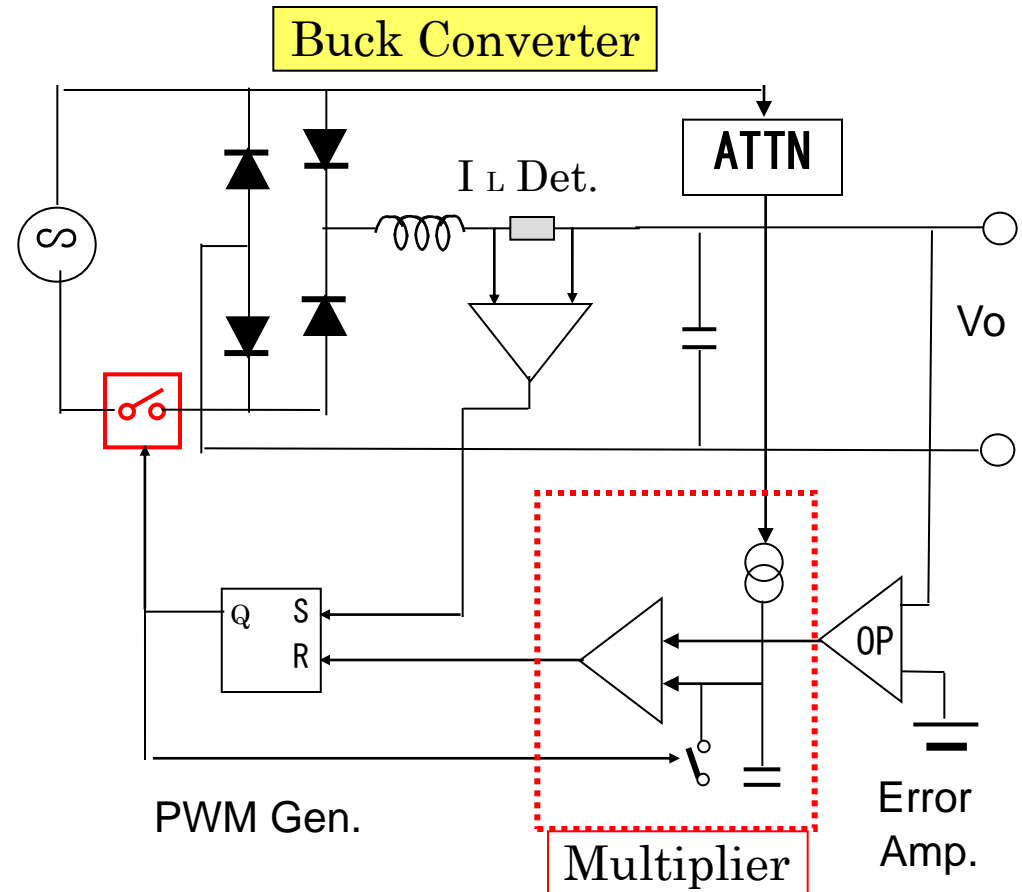 Buck Converter
ATTN
I L Det.
Vo
Q S
R
OP
PWM Gen.
Error
Amp.
Multiplier